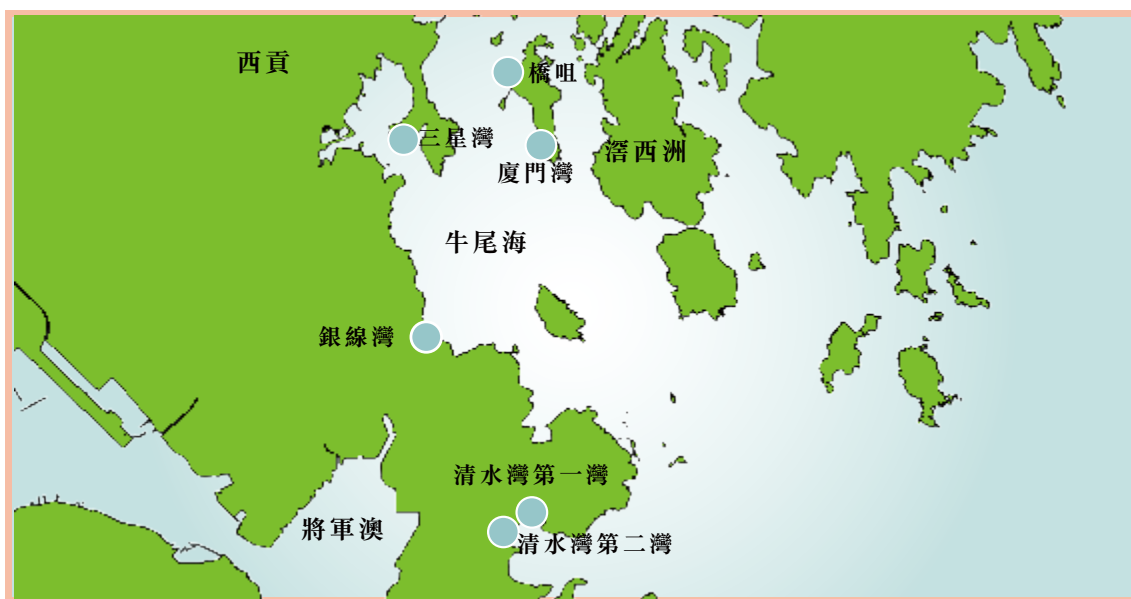 西貢
橋咀
三星灣
滘西洲
廈門灣
牛尾海
銀線灣
清水灣第一灣
將軍澳
清水灣第二灣